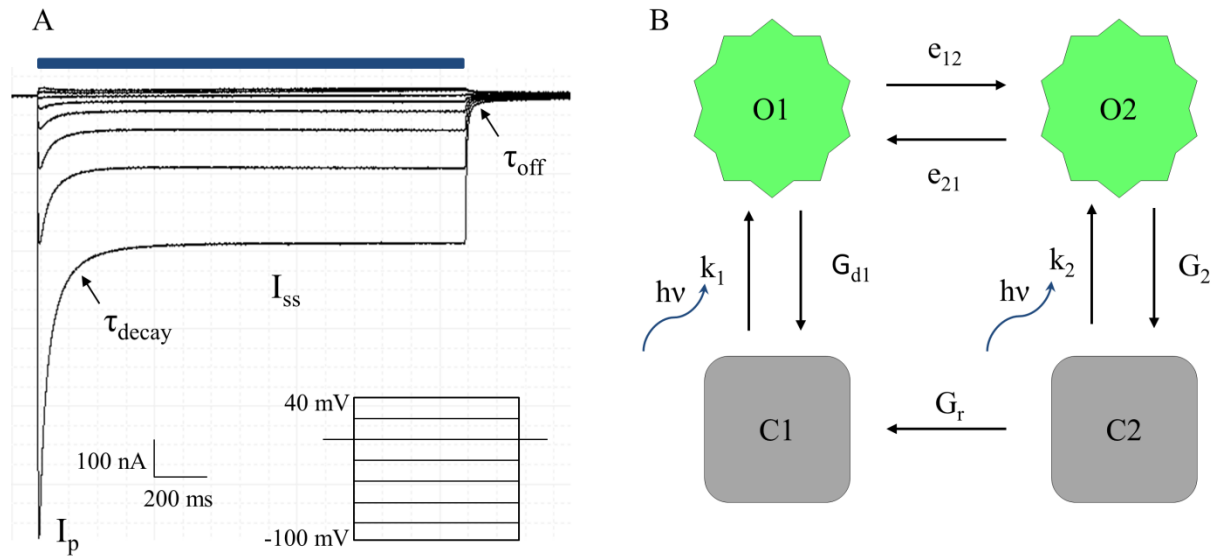 A
τoff
Iss
τdecay
40 mV
100 nA
200 ms
-100 mV
Ip
B
O1
e12
O2
e21
k1
Gd1
hν
k2
G2
hν
C1
Gr
C2